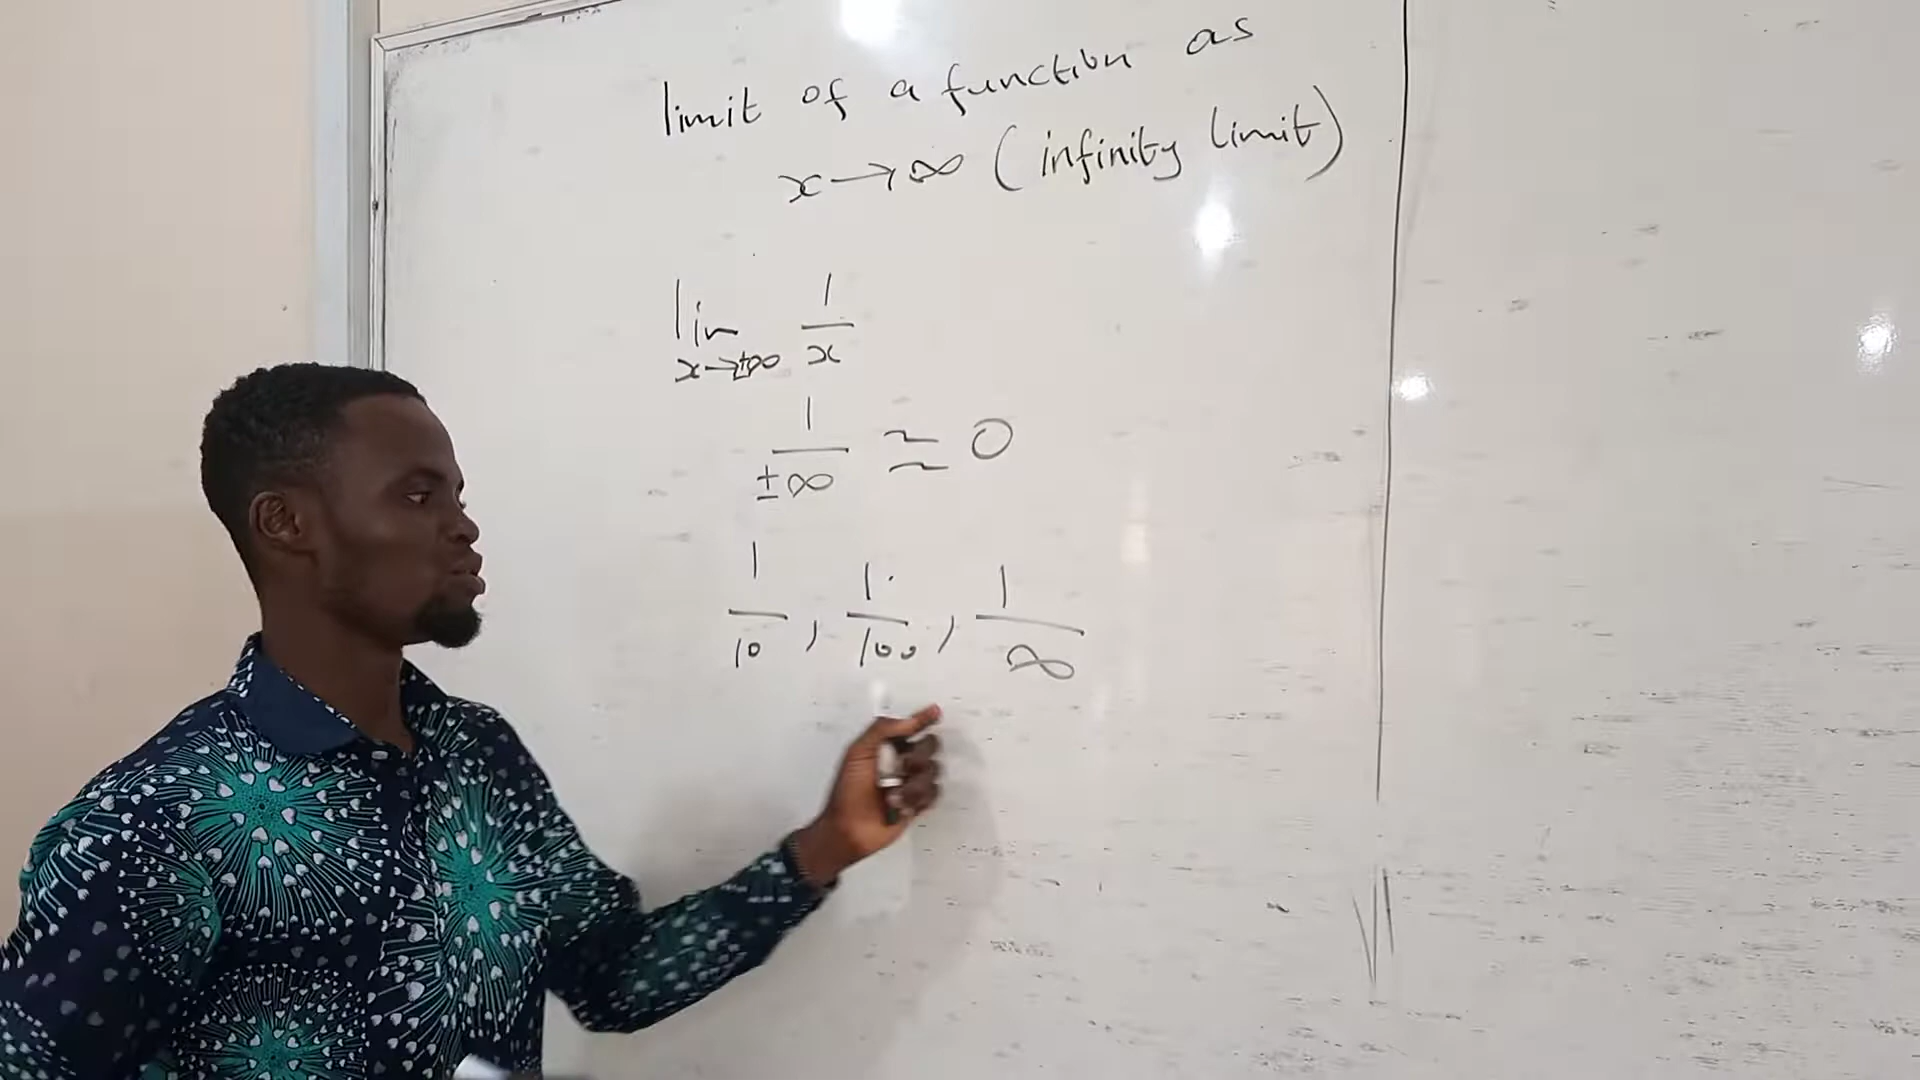 limit of a function as
x→∞ (infinity limit)
lim x→±∞ 1/x
1/±∞ ≈ 0
1/10, 1/100, 1/∞